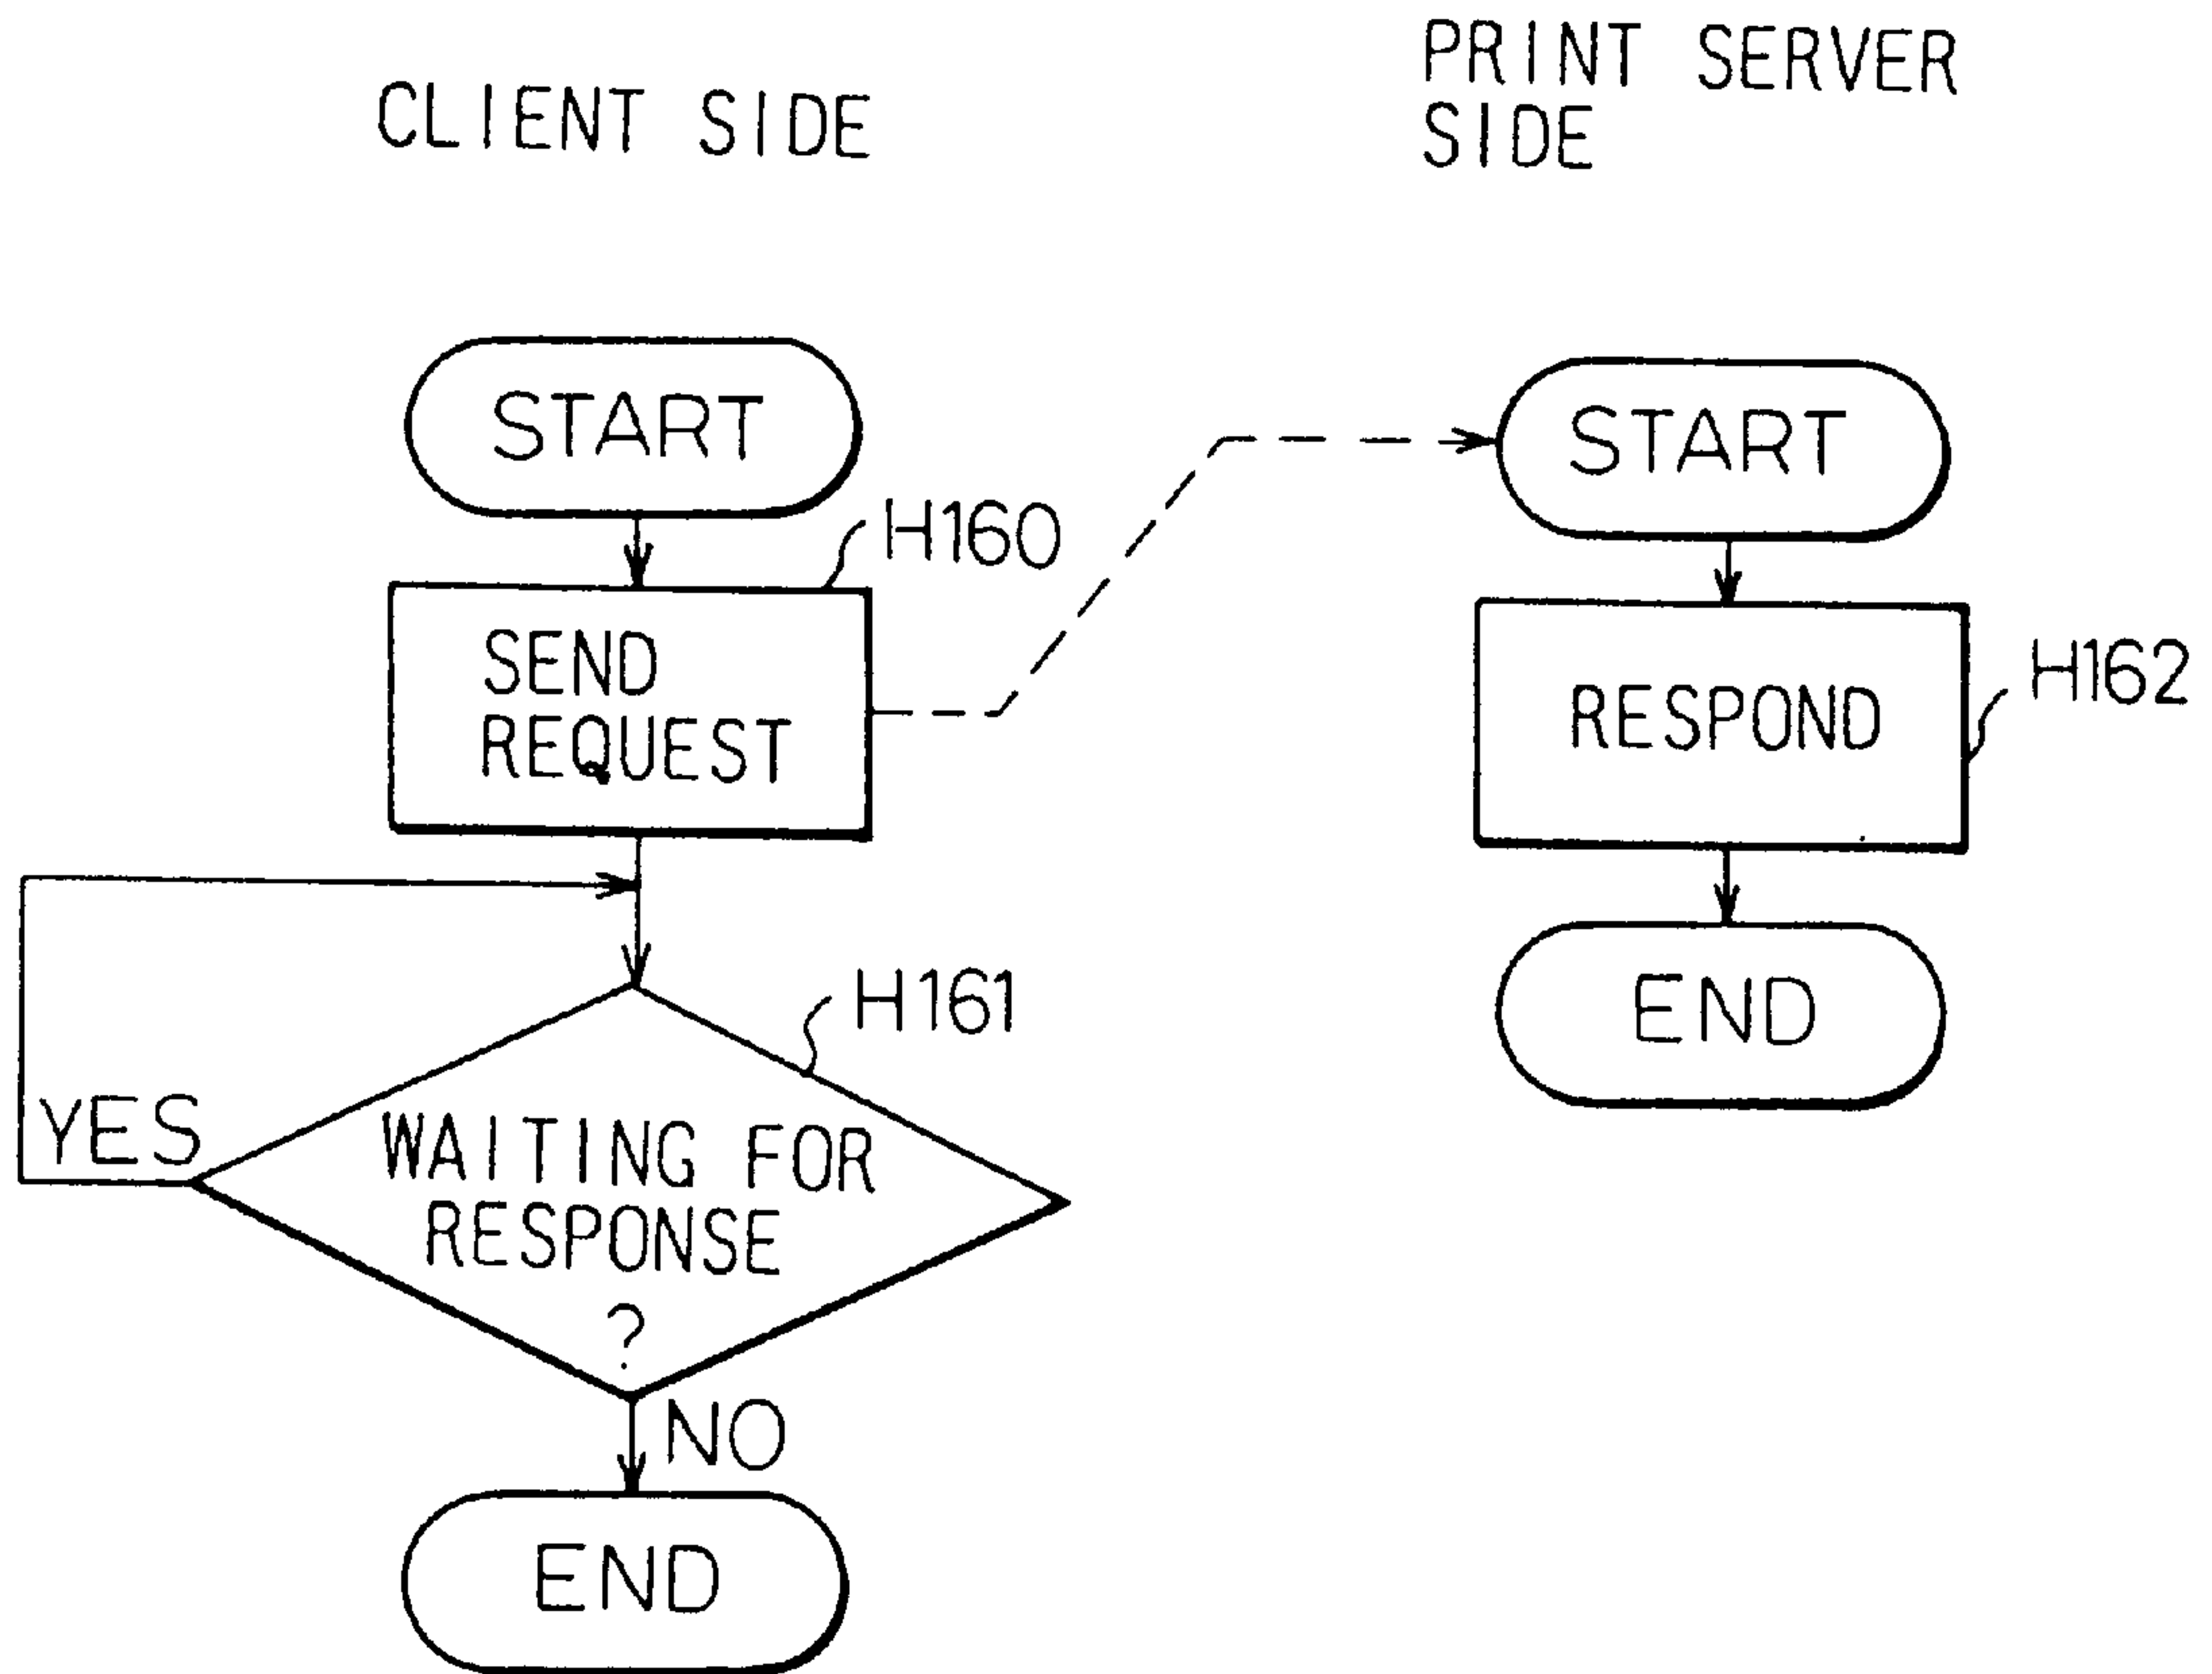 CLIENT SIDE
START
H160
SEND
REQUEST
H161
YES
WAITING FOR
RESPONSE
?
NO
END
PRINT SERVER
SIDE
START
H162
RESPOND
END